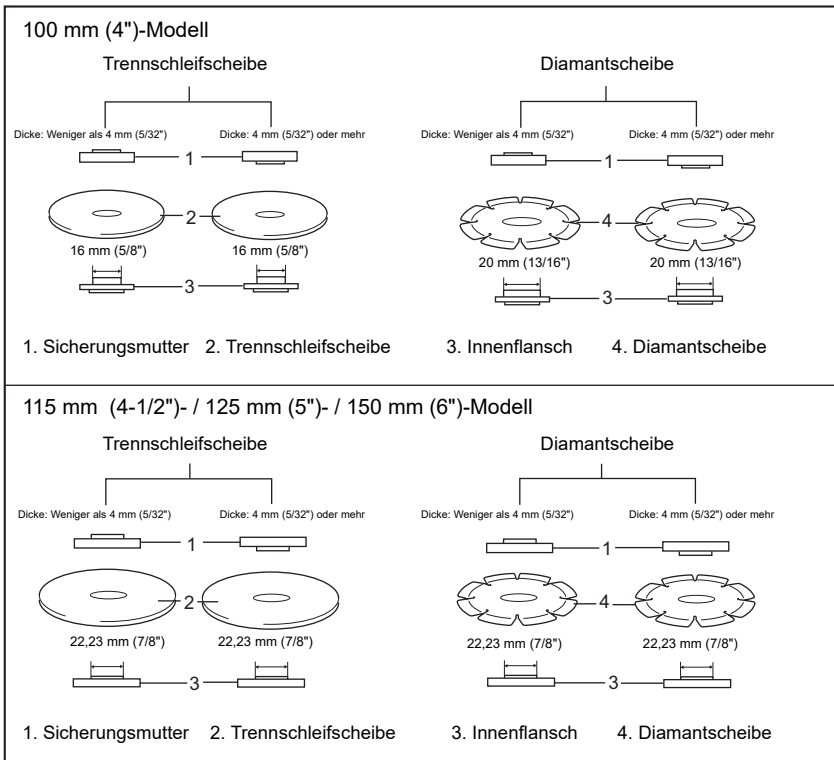 100 mm (4")-Modell
Trennschleifscheibe
Diamantscheibe
Dicke: Weniger als 4 mm (5/32")
Dicke: 4 mm (5/32") oder mehr
Dicke: Weniger als 4 mm (5/32")
Dicke: 4 mm (5/32") oder mehr
1
1
2
4
16 mm (5/8")
16 mm (5/8")
20 mm (13/16")
20 mm (13/16")
3
3
1. Sicherungsmutter 2. Trennschleifscheibe 3. Innenflansch 4. Diamantscheibe
115 mm (4-1/2")- / 125 mm (5")- / 150 mm (6")-Modell
Trennschleifscheibe
Diamantscheibe
Dicke: Weniger als 4 mm (5/32")
Dicke: 4 mm (5/32") oder mehr
Dicke: Weniger als 4 mm (5/32")
Dicke: 4 mm (5/32") oder mehr
1
1
2
4
22,23 mm (7/8")
22,23 mm (7/8")
22,23 mm (7/8")
22,23 mm (7/8")
3
3
1. Sicherungsmutter 2. Trennschleifscheibe 3. Innenflansch 4. Diamantscheibe